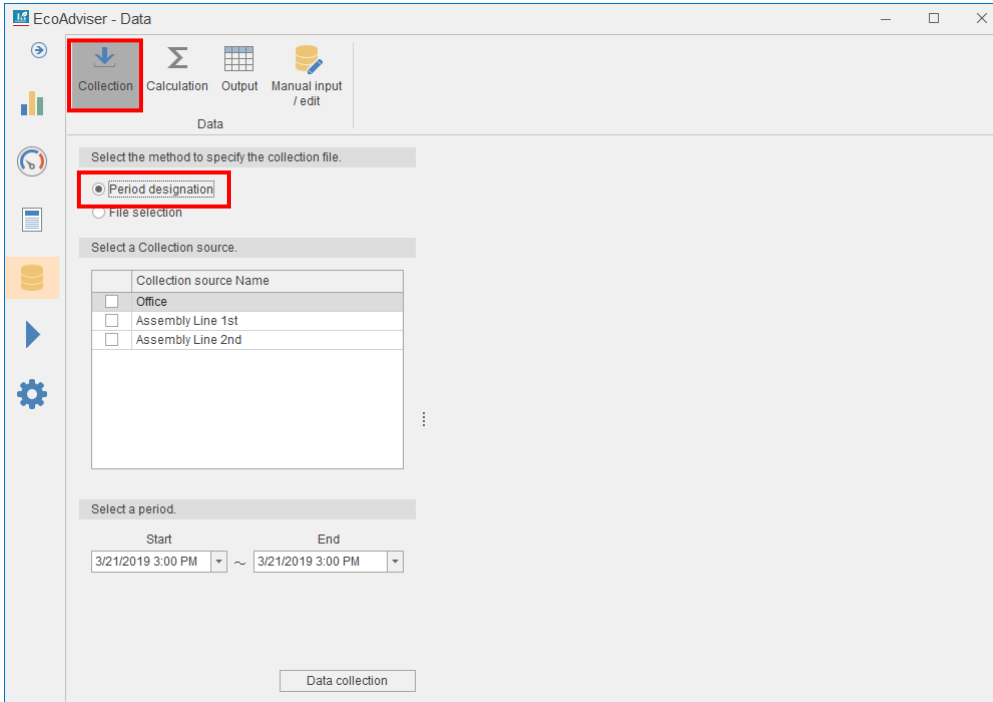 EcoAdviser - Data
Collection Calculation Output Manual input
/ edit
Data
Select the method to specify the collection file.
Period designation
File selection
Select a Collection source.
Collection source Name
Office
Assembly Line 1st
Assembly Line 2nd
Select a period.
Start End
3/21/2019 3:00 PM ~ 3/21/2019 3:00 PM
Data collection